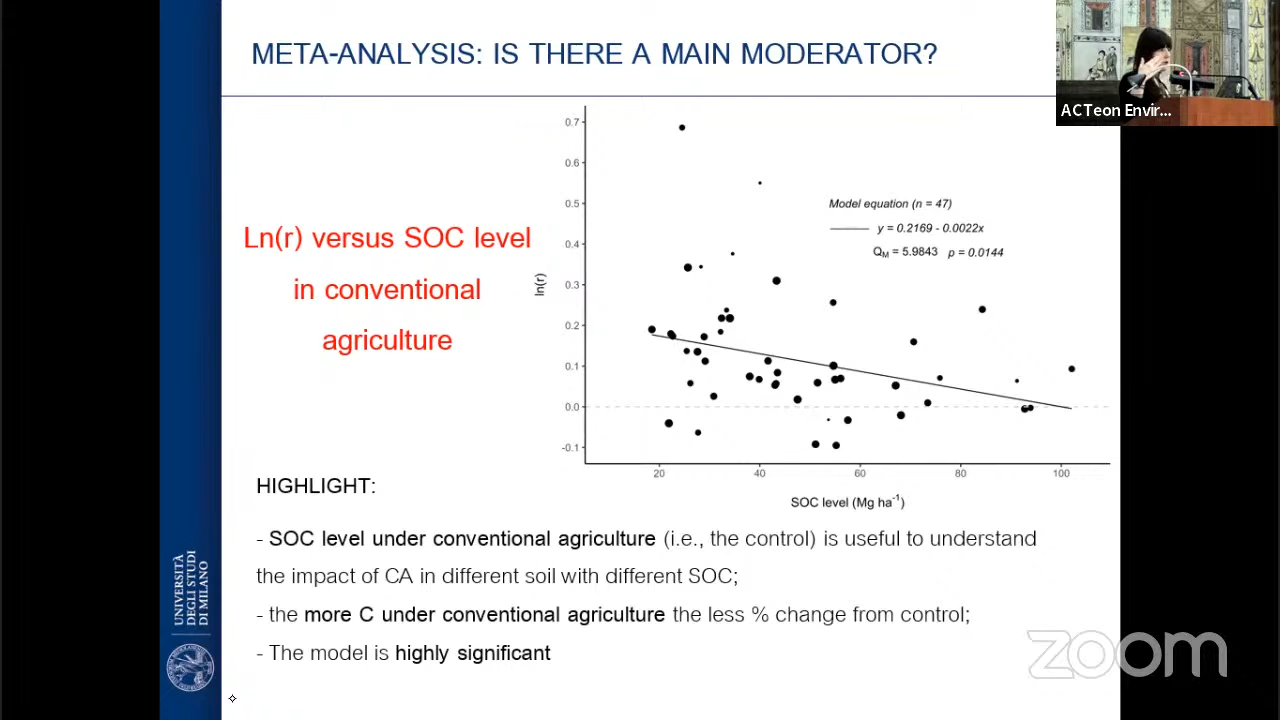 META-ANALYSIS: IS THERE A MAIN MODERATOR?
ACTeon Envir...
Ln(r) versus SOC level
in conventional
agriculture
0.7
0.6
0.5
0.4
0.3
0.2
0.1
0.0
-0.1
ln(r)
Model equation (n = 47)
y = 0.2169 - 0.0022x
QM = 5.9843 p = 0.0144
20 40 60 80 100
SOC level (Mg ha-1)
HIGHLIGHT:
- SOC level under conventional agriculture (i.e., the control) is useful to understand
the impact of CA in different soil with different SOC;
- the more C under conventional agriculture the less % change from control;
- The model is highly significant
UNIVERSITÀ
DEGLI STUDI
DI MILANO
zoom